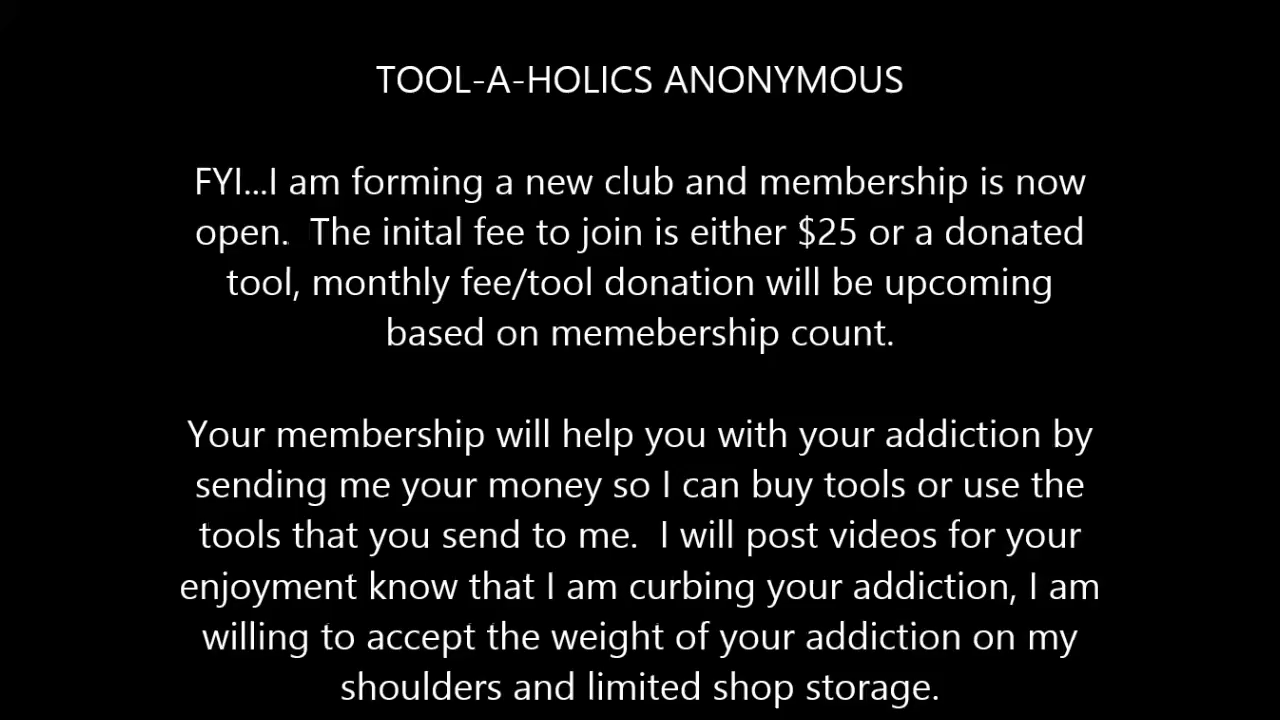 TOOL-A-HOLICS ANONYMOUS
FYI...I am forming a new club and membership is now
open.  The inital fee to join is either $25 or a donated
tool, monthly fee/tool donation will be upcoming
based on memebership count.
Your membership will help you with your addiction by
sending me your money so I can buy tools or use the
tools that you send to me.  I will post videos for your
enjoyment know that I am curbing your addiction, I am
willing to accept the weight of your addiction on my
shoulders and limited shop storage.